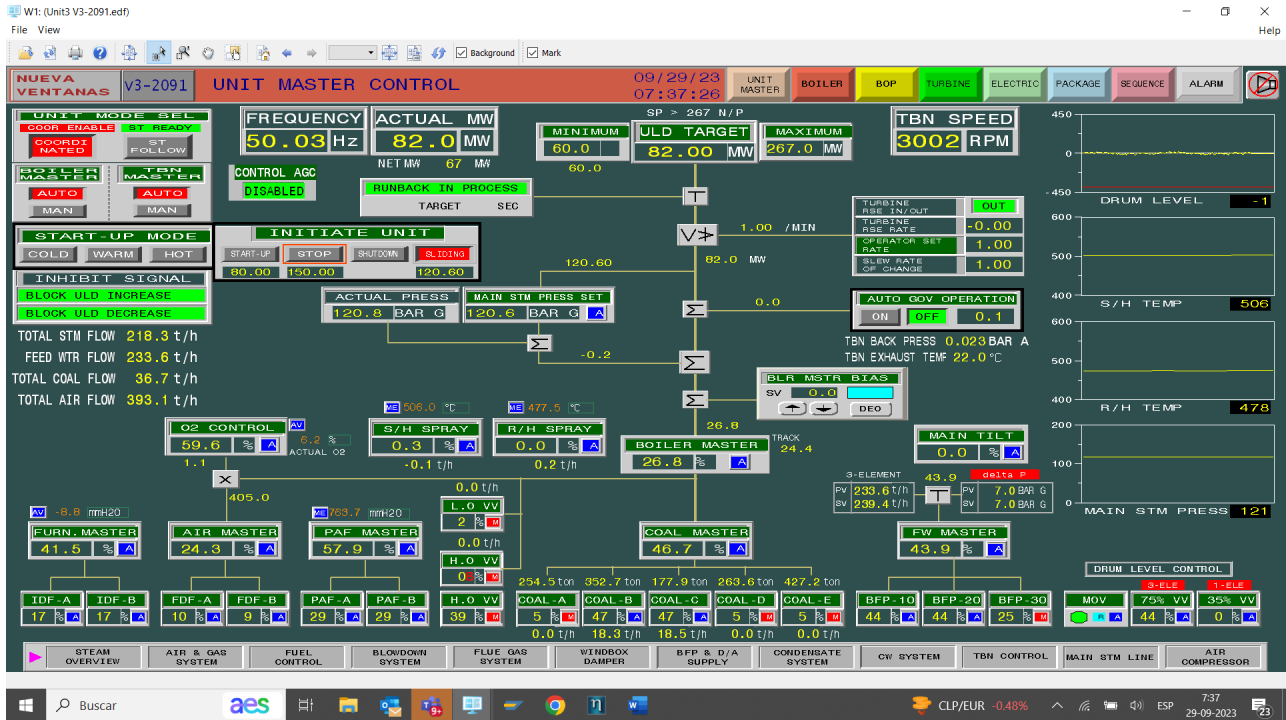 W1: (Unit3 V3-2091.edf)
File View
Help
Background Mark
NUEVA VENTANAS
V3-2091
UNIT MASTER CONTROL
09/29/23
07:37:26
UNIT MASTER
BOILER
BOP
TURBINE
ELECTRIC
PACKAGE
SEQUENCE
ALARM
UNIT MODE SEL
COOR ENABLE ST READY
COORDI NATED
ST FOLLOW
BOILER MASTER
TBN MASTER
AUTO AUTO
MAN MAN
FREQUENCY
50.03 Hz
ACTUAL MW
82.0 MW
NET MW 67 MW
CONTROL AGC
DISABLED
RUNBACK IN PROCESS
TARGET SEC
SP > 267 N/P
MINIMUM
60.0
60.0
ULD TARGET
82.00 MW
MAXIMUM
267.0 MW
TBN SPEED
3002 RPM
START-UP MODE
COLD WARM HOT
INITIATE UNIT
START-UP STOP SHUTDOWN SLIDING
80.00 150.00 120.60
INHIBIT SIGNAL
BLOCK ULD INCREASE
BLOCK ULD DECREASE
TOTAL STM FLOW 218.3 t/h
FEED WTR FLOW 233.6 t/h
TOTAL COAL FLOW 36.7 t/h
TOTAL AIR FLOW 393.1 t/h
T
V≯
1.00 /MIN
82.0 MW
120.60
TURBINE RSE IN/OUT OUT
TURBINE RSE RATE -0.00
OPERATOR SET RATE 1.00
SLEW RATE OF CHANGE 1.00
ACTUAL PRESS
120.8 BAR G
MAIN STM PRESS SET
120.6 BAR G A
Σ
-0.2
Σ
0.0
Σ
Σ
AUTO GOV OPERATION
ON OFF 0.1
TBN BACK PRESS 0.023 BAR A
TBN EXHAUST TEMP 22.0 °C
BLR MSTR BIAS
SV 0.0
DEO
26.8
450
0
-450
DRUM LEVEL -1
600
500
400
S/H TEMP 506
600
500
400
R/H TEMP 478
200
100
0
MAIN STM PRESS 121
O2 CONTROL
59.6 % A
AV
6.2 %
ACTUAL O2
1.1
ME 506.0 °C
S/H SPRAY
0.3 % A
-0.1 t/h
ME 477.5 °C
R/H SPRAY
0.0 % A
0.2 t/h
BOILER MASTER
26.8 % A
TRACK
24.4
MAIN TILT
0.0 % A
X
405.0
3-ELEMENT
PV 233.6 t/h
SV 239.4 t/h
43.9
T
delta P
PV 7.0 BAR G
SV 7.0 BAR G
AV -8.8 mmH2O
FURN.MASTER
41.5 % A
AIR MASTER
24.3 % A
ME 763.7 mmH2O
PAF MASTER
57.9 % A
0.0 t/h
L.O VV
2 % M
0.0 t/h
H.O VV
% M
COAL MASTER
46.7 % A
FW MASTER
43.9 % A
DRUM LEVEL CONTROL
3-ELE 1-ELE
254.5 ton 352.7 ton 177.9 ton 263.6 ton 427.2 ton
IDF-A
17 % A
IDF-B
17 % A
FDF-A
10 % A
FDF-B
9 % A
PAF-A
29 % A
PAF-B
29 % A
H.O VV
39 % M
COAL-A
5 % M
0.0 t/h
COAL-B
47 % A
18.3 t/h
COAL-C
47 % A
18.5 t/h
COAL-D
5 % M
0.0 t/h
COAL-E
5 % M
0.0 t/h
BFP-10
44 % A
BFP-20
44 % A
BFP-30
25 % M
MOV
R A
75% VV
44 % A
35% VV
0 % A
STEAM OVERVIEW
AIR & GAS SYSTEM
FUEL CONTROL
BLOWDOWN SYSTEM
FLUE GAS SYSTEM
WINDBOX DAMPER
BFP & D/A SUPPLY
CONDENSATE SYSTEM
CW SYSTEM
TBN CONTROL
MAIN STM LINE
AIR COMPRESSOR
Buscar
aes
9+
CLP/EUR -0.48%
ESP
7:37
29-09-2023
23